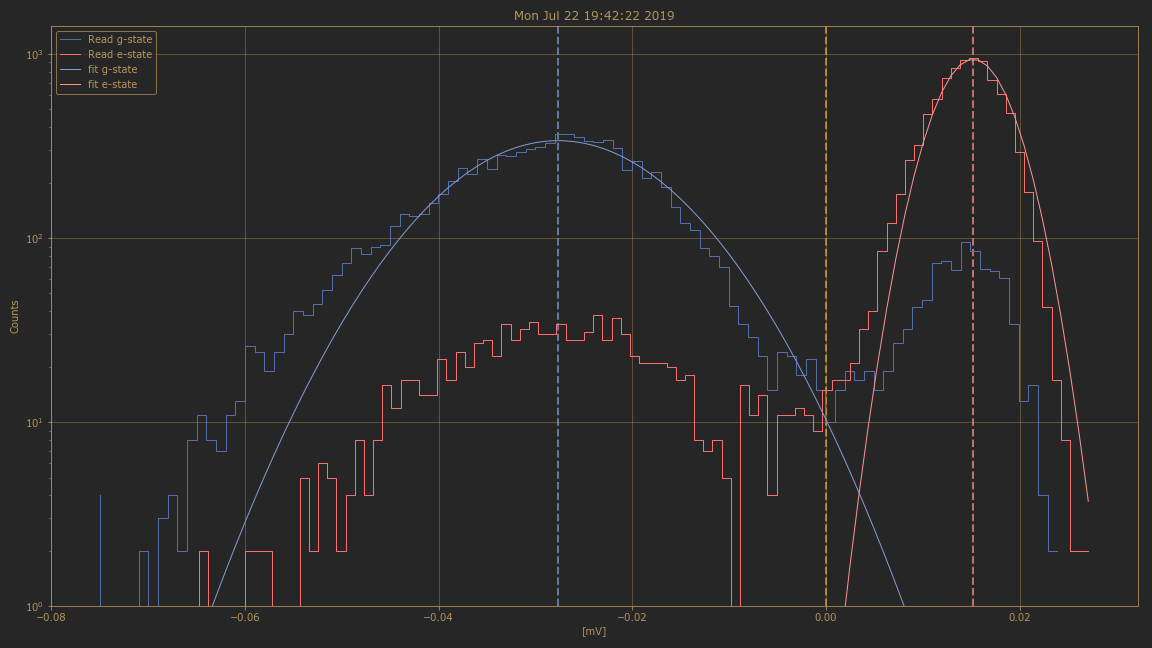 Mon Jul 22 19:42:22 2019
Read g-state
Read e-state
fit g-state
fit e-state
10³
10²
10¹
10⁰
Counts
−0.08
−0.06
−0.04
−0.02
0.00
0.02
[mV]